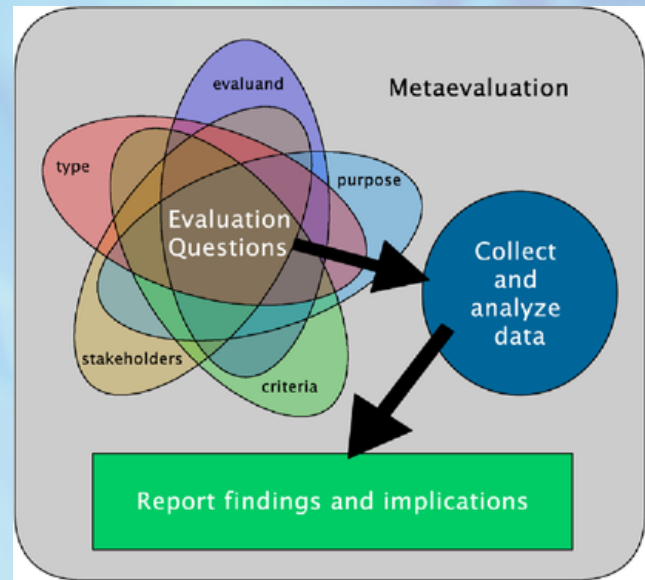 evaluand
Metaevaluation
type
purpose
Evaluation
Questions
Collect
and
analyze
data
stakeholders
criteria
Report findings and implications